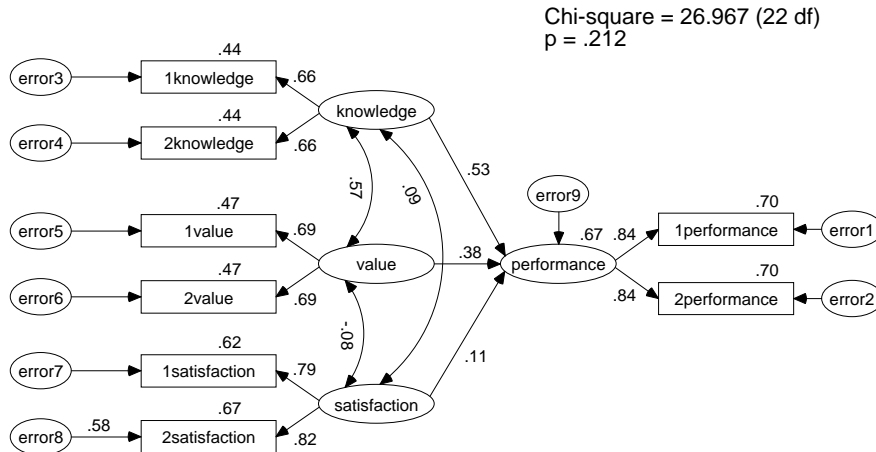 Chi-square = 26.967 (22 df)
p = .212
.44
error3 1knowledge .66
knowledge
.44
error4 2knowledge .66
.57 .09 .53
error9
.47
error5 1value .69
.70
.67 .84 1performance error1
value .38 performance
.47
error6 2value .69
.70
.84 2performance error2
-.08
.62
error7 1satisfaction .79
.11
satisfaction
.67
error8 .58 2satisfaction .82